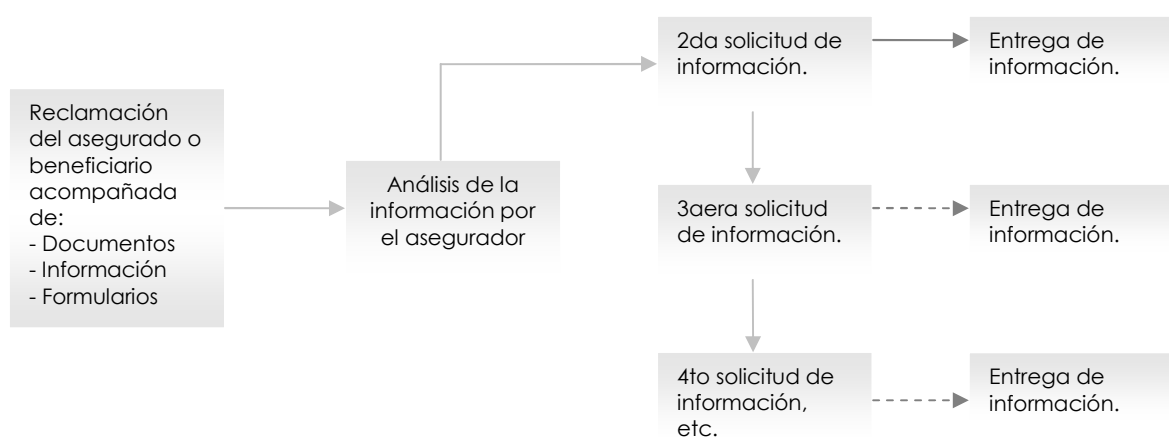 Reclamación
del asegurado o
beneficiario
acompañada
de:
- Documentos
- Información
- Formularios
Análisis de la
información por
el asegurador
2da solicitud de
información.
Entrega de
información.
3aera solicitud
de información.
Entrega de
información.
4to solicitud de
información,
etc.
Entrega de
información.